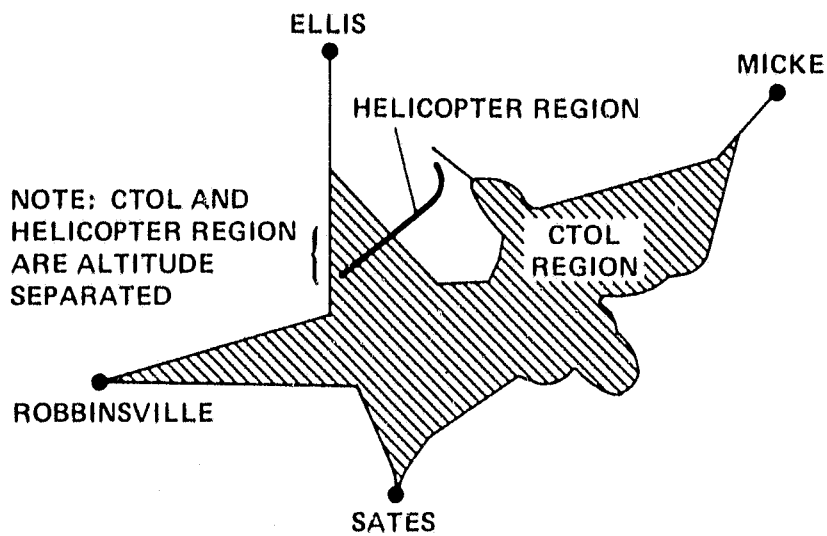 ELLIS
MICKE
HELICOPTER REGION
NOTE: CTOL AND
HELICOPTER REGION
ARE ALTITUDE
SEPARATED
CTOL
REGION
ROBBINSVILLE
SATES